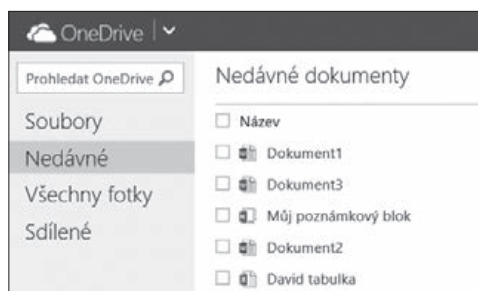 OneDrive
Prohledat OneDrive
Soubory
Nedávné
Všechny fotky
Sdílené
Nedávné dokumenty
Název
Dokument1
Dokument3
Můj poznámkový blok
Dokument2
David tabulka